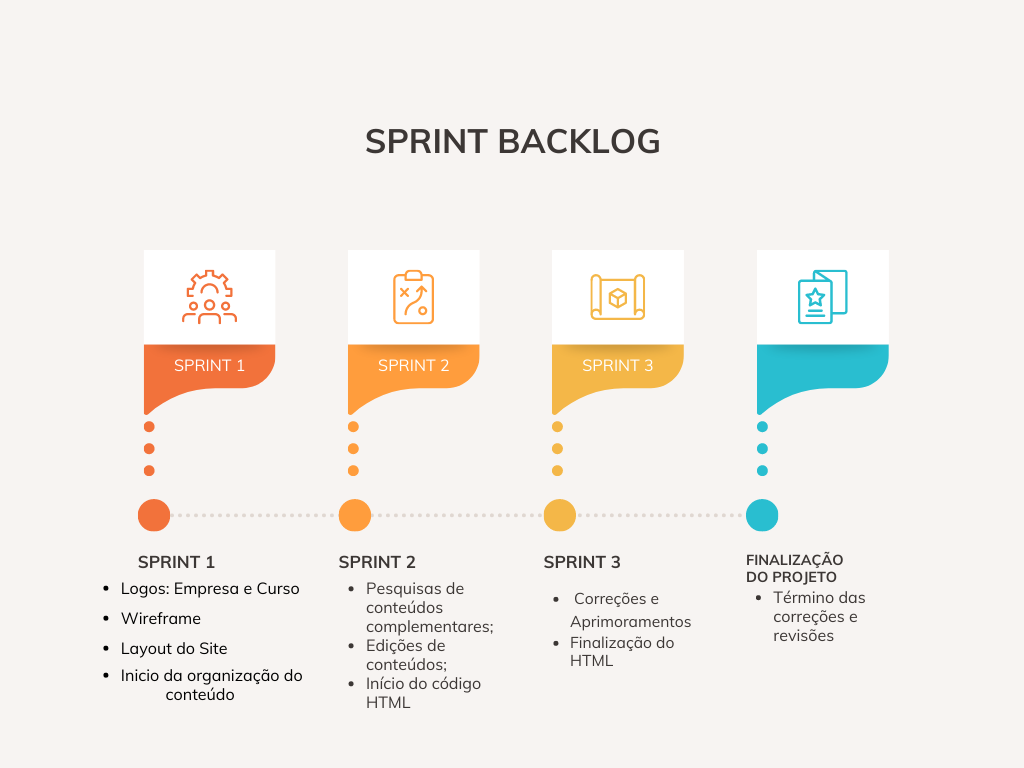 SPRINT BACKLOG
SPRINT 1
SPRINT 2
SPRINT 3
SPRINT 1
• Logos: Empresa e Curso
• Wireframe
• Layout do Site
• Inicio da organização do
conteúdo
SPRINT 2
• Pesquisas de
conteúdos
complementares;
• Edições de
conteúdos;
• Início do código
HTML
SPRINT 3
• Correções e
Aprimoramentos
• Finalização do
HTML
FINALIZAÇÃO
DO PROJETO
• Término das
correções e
revisões